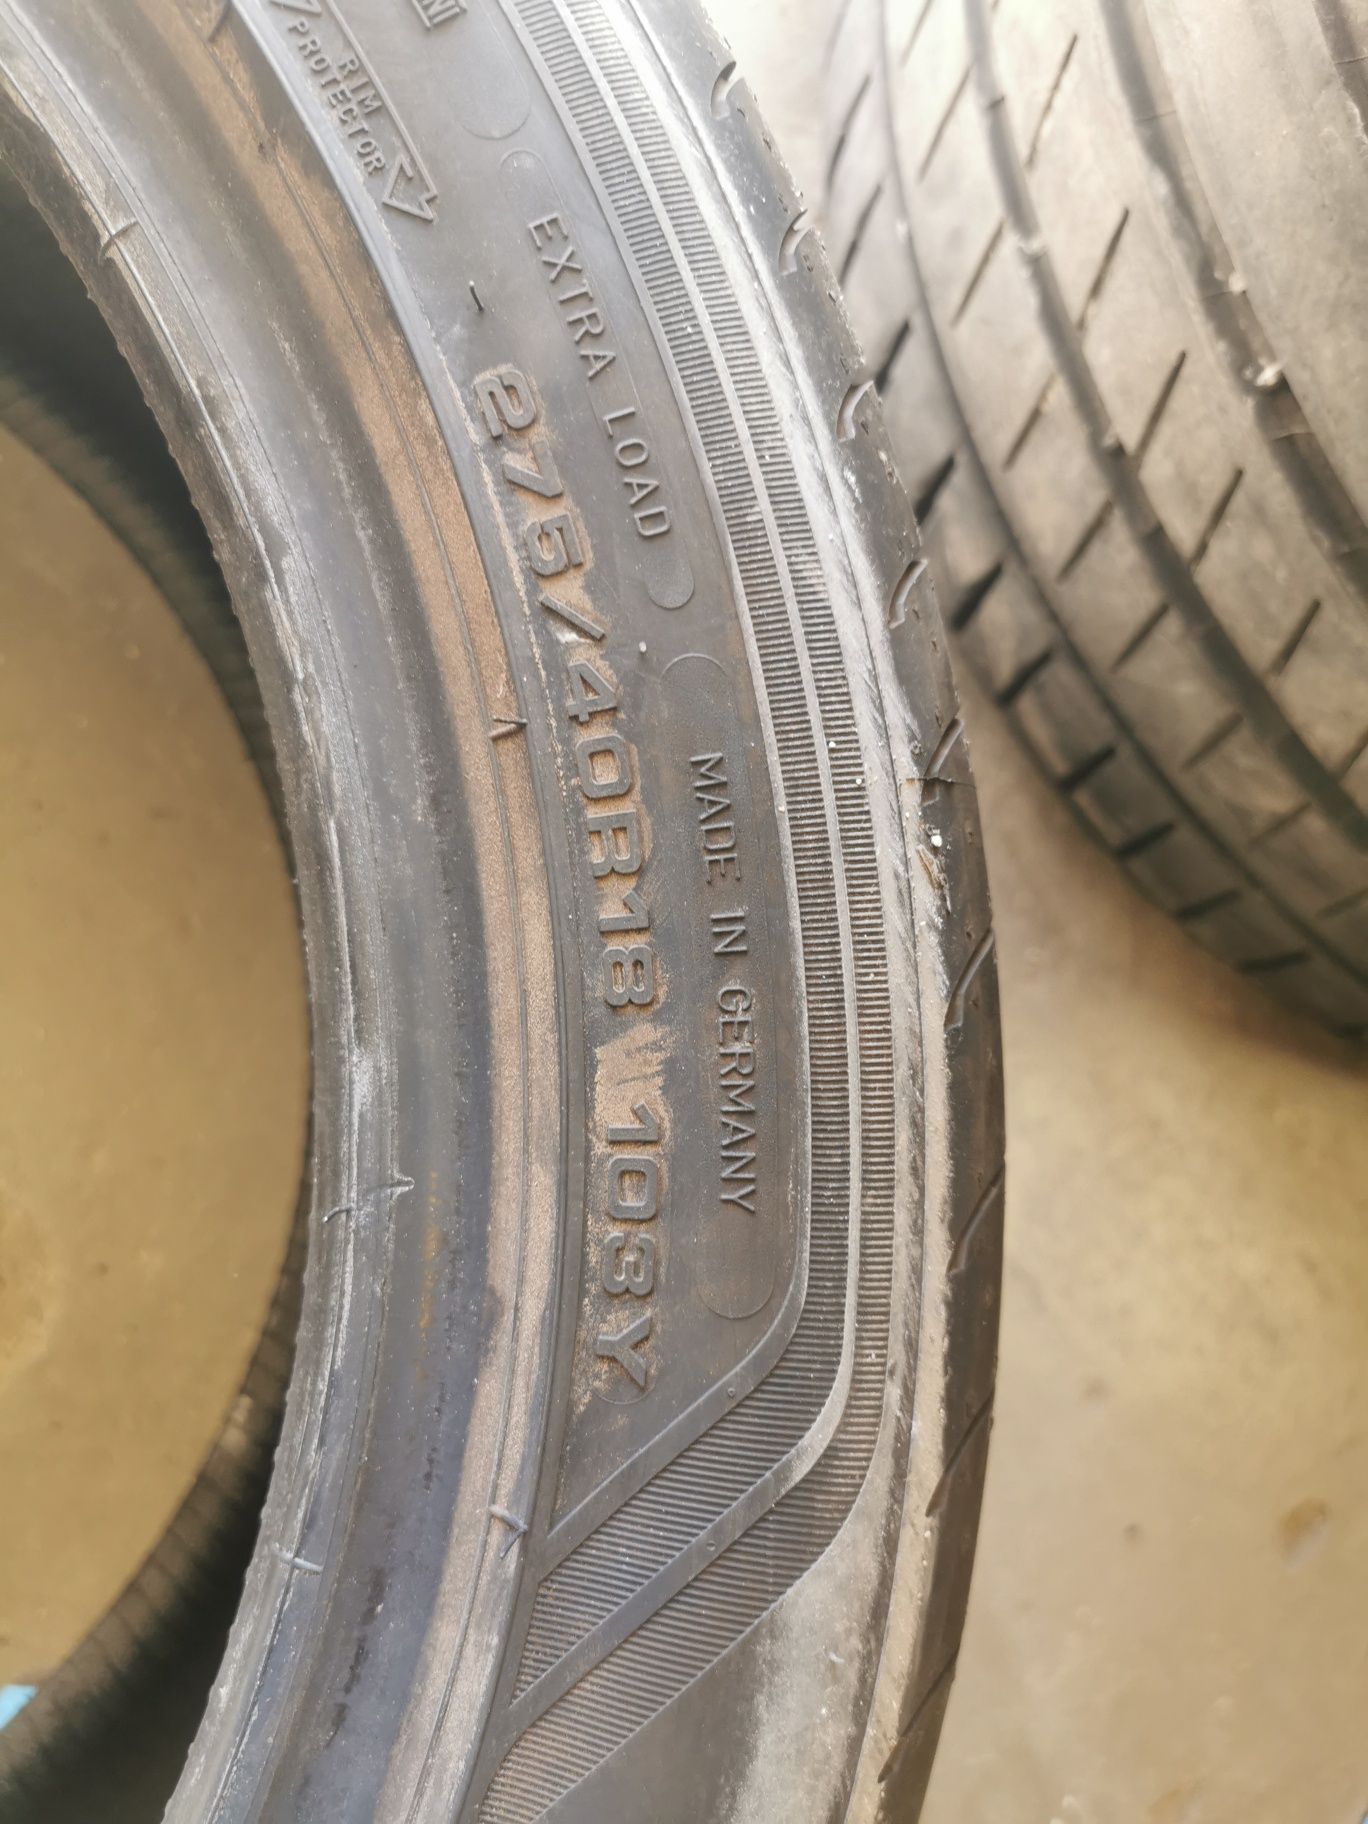 RIM
PROTECTOR
EXTRA LOAD
275/40R18 103Y
MADE IN GERMANY